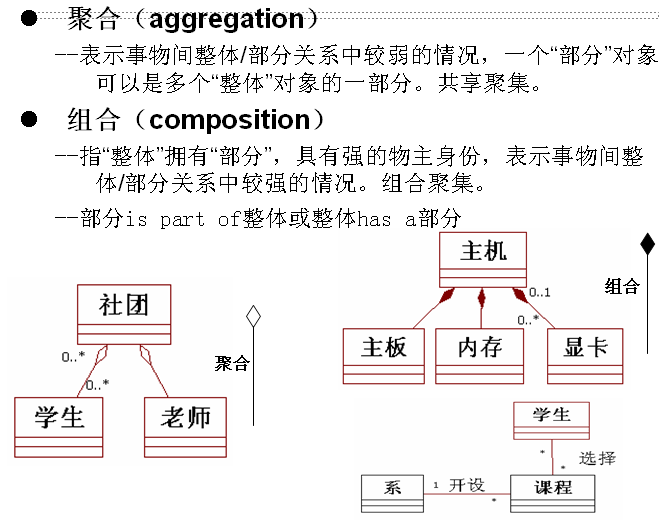 ● 聚合（aggregation）
--表示事物间整体/部分关系中较弱的情况，一个“部分”对象
可以是多个“整体”对象的一部分。共享聚集。
● 组合（composition）
--指“整体”拥有“部分”，具有强的物主身份，表示事物间整
体/部分关系中较强的情况。组合聚集。
--部分is part of整体或整体has a部分
社团
0..*
0..*
学生
老师
聚合
主机
0..1
0..*
主板
内存
显卡
组合
学生
*
选择
*
系
1
开设
*
课程